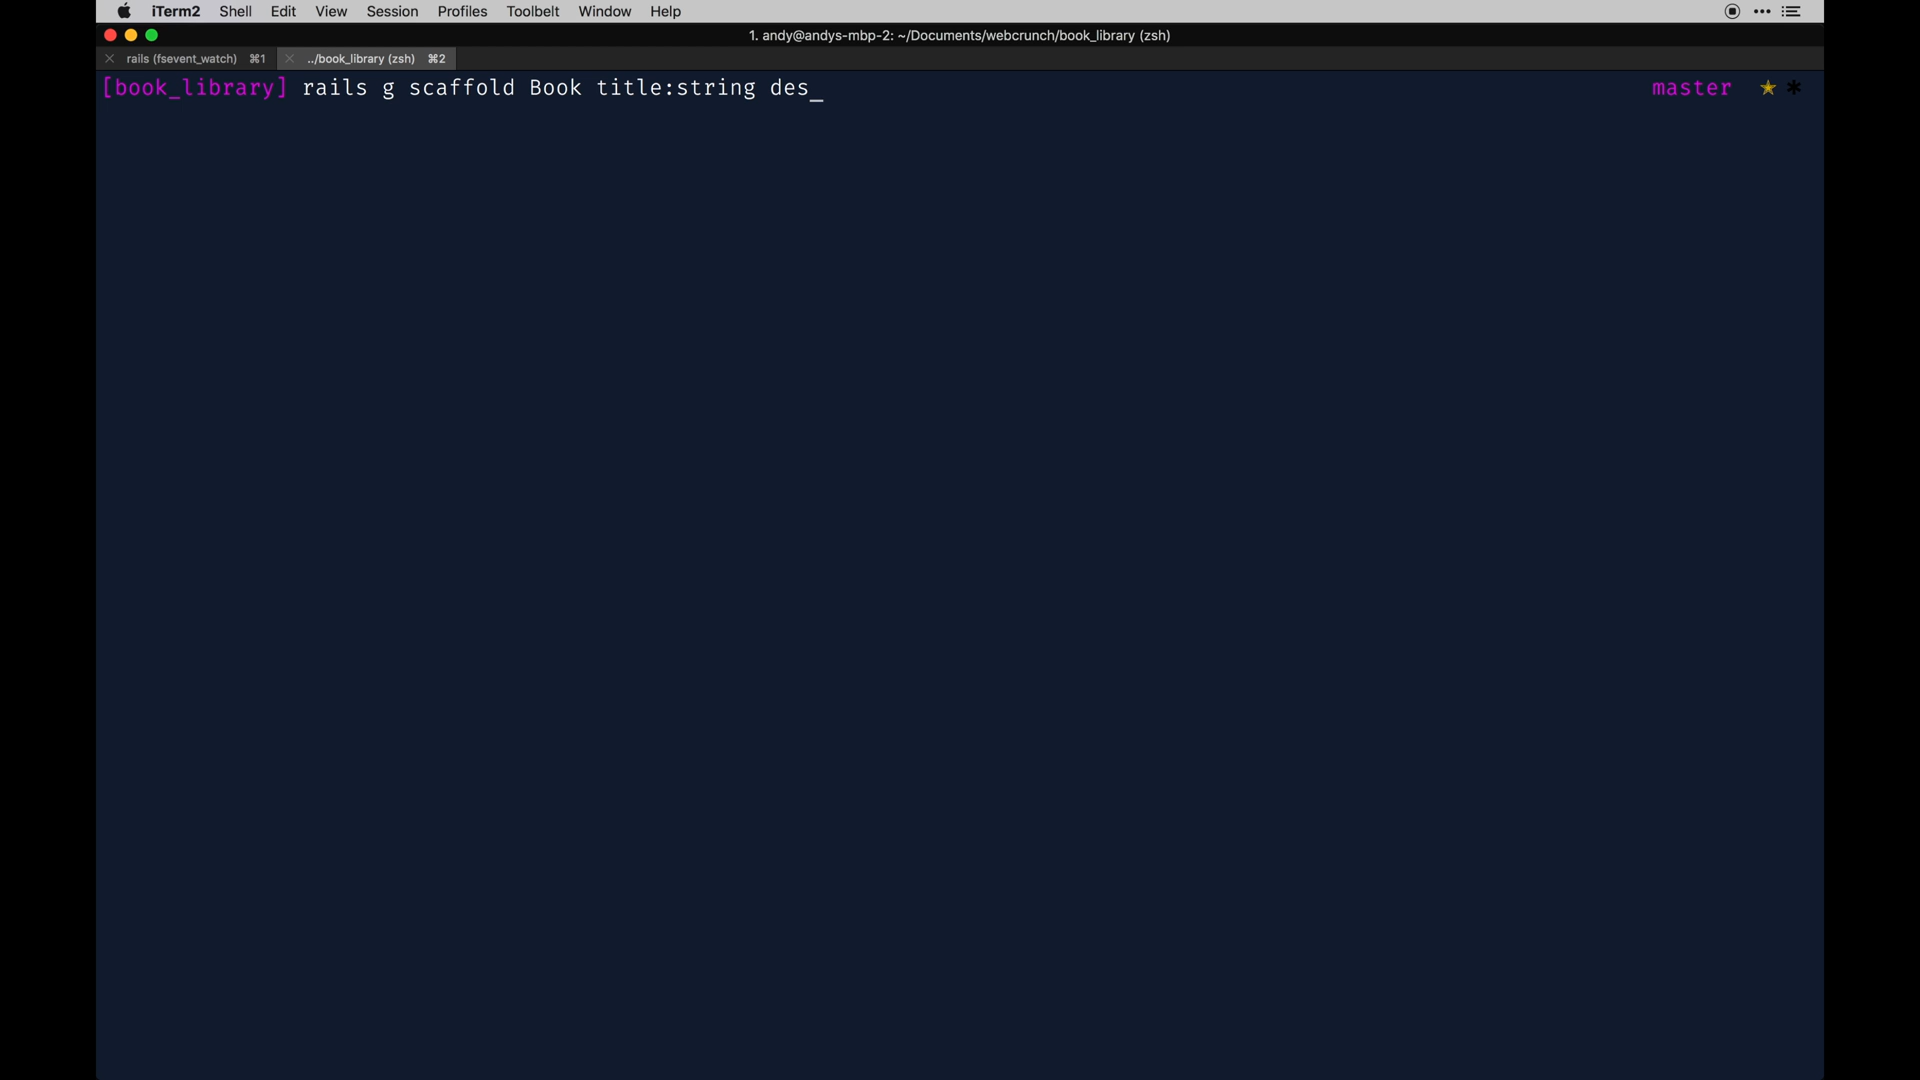 iTerm2 Shell Edit View Session Profiles Toolbelt Window Help
1. andy@andys-mbp-2: ~/Documents/webcrunch/book_library (zsh)
rails (fsevent_watch) ⌘1 ../book_library (zsh) ⌘2
[book_library] rails g scaffold Book title:string des_ master ★ *